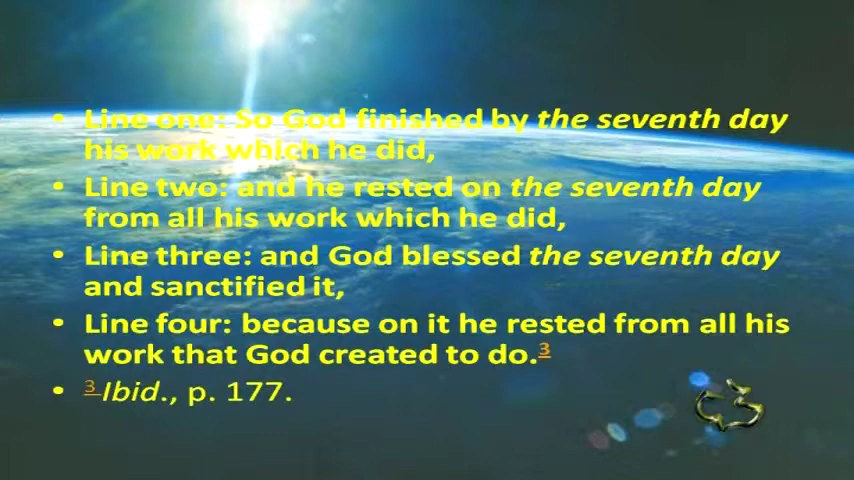 • Line one: So God finished by the seventh day
his work which he did,
• Line two: and he rested on the seventh day
from all his work which he did,
• Line three: and God blessed the seventh day
and sanctified it,
• Line four: because on it he rested from all his
work that God created to do.3
• 3 Ibid., p. 177.